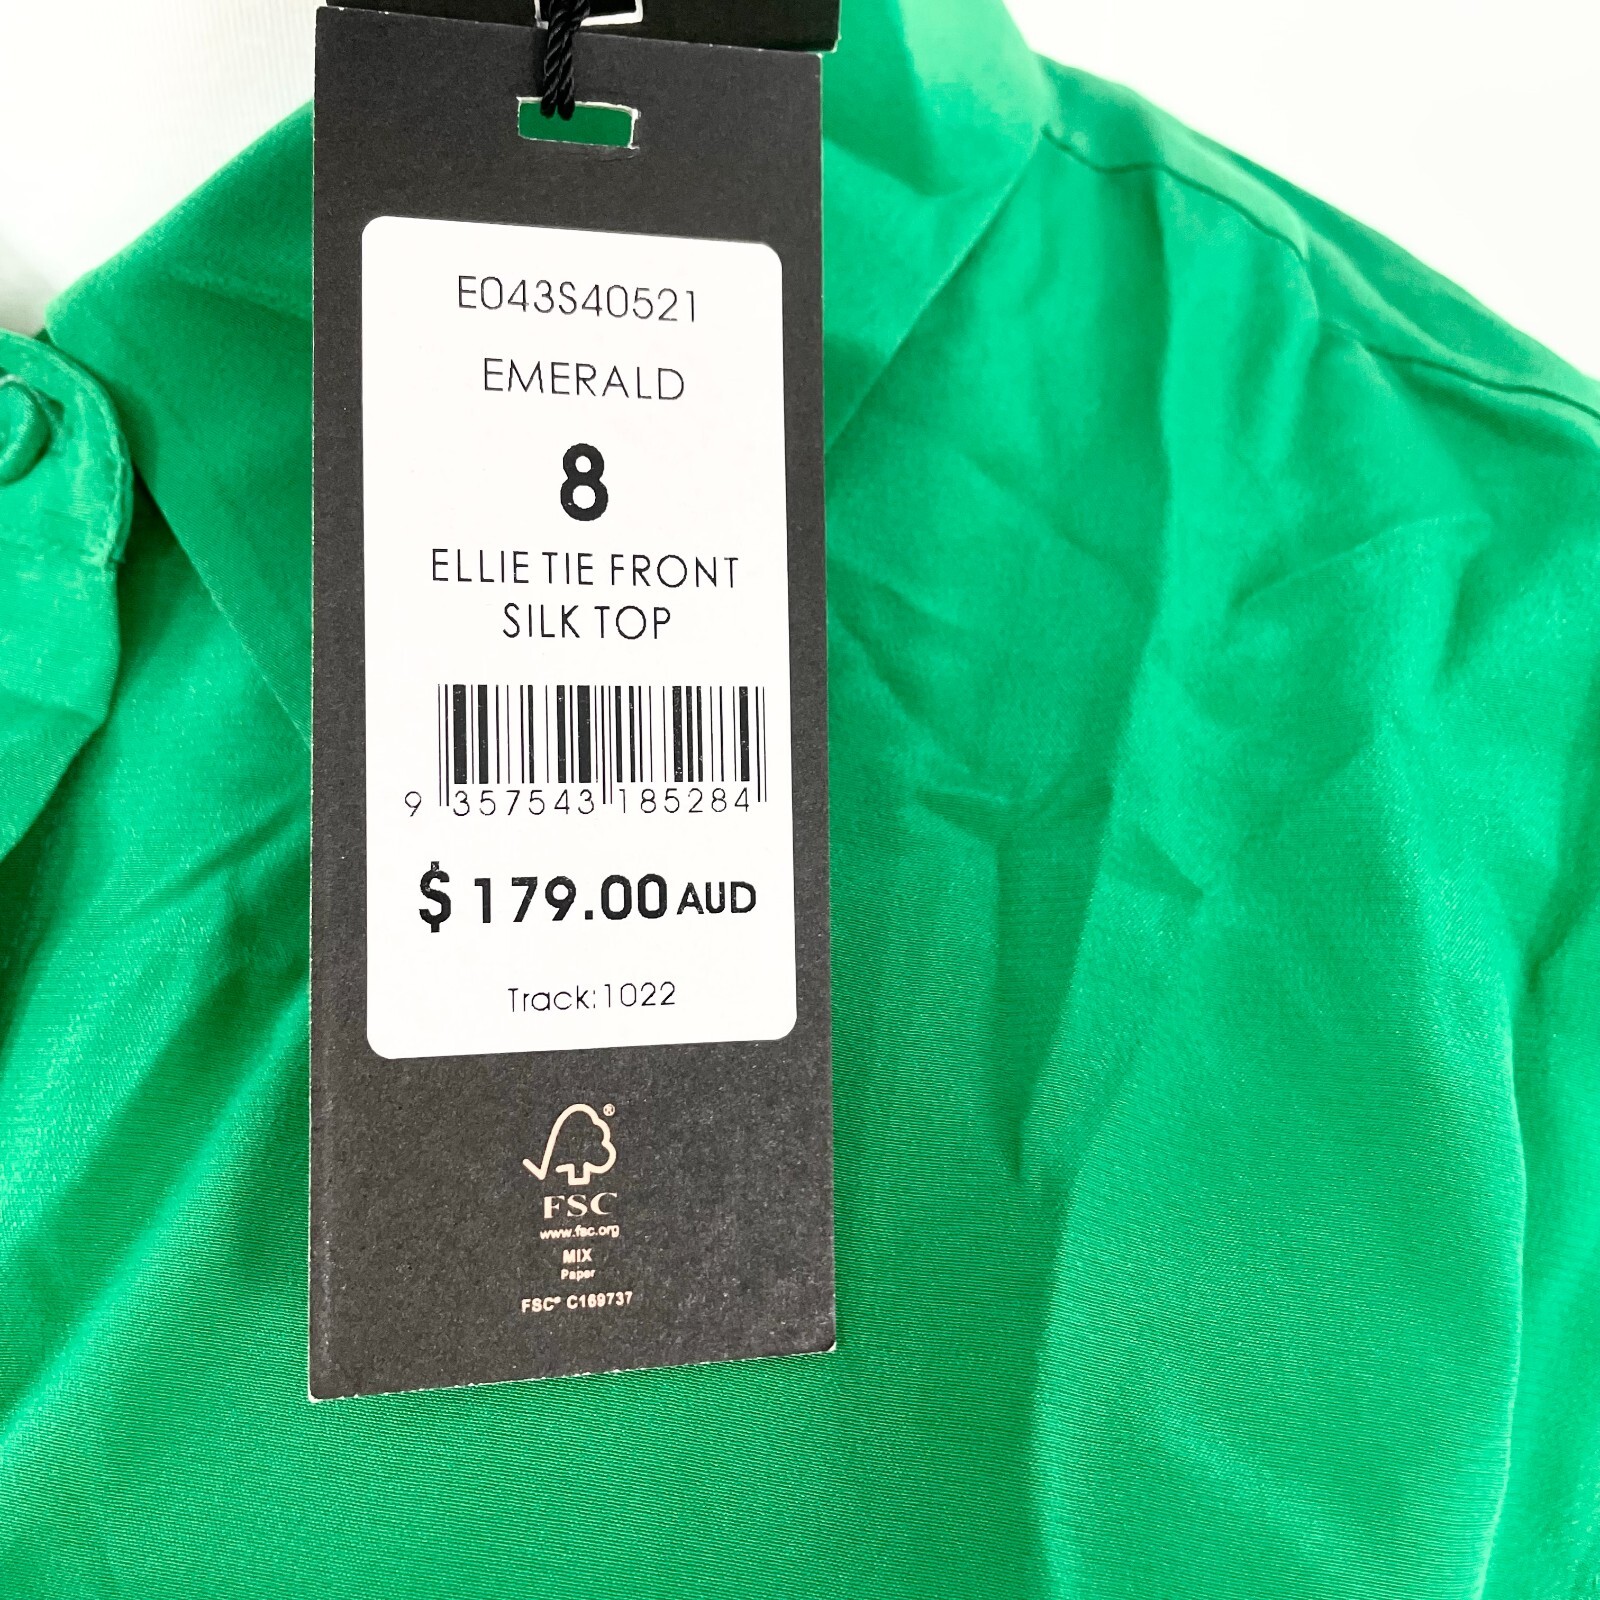 E043S40521
EMERALD
8
ELLIE TIE FRONT
SILK TOP
9 357543 185284
$ 179.00 AUD
Track:1022
®
FSC
www.fsc.org
MIX
Paper
FSC® C169737